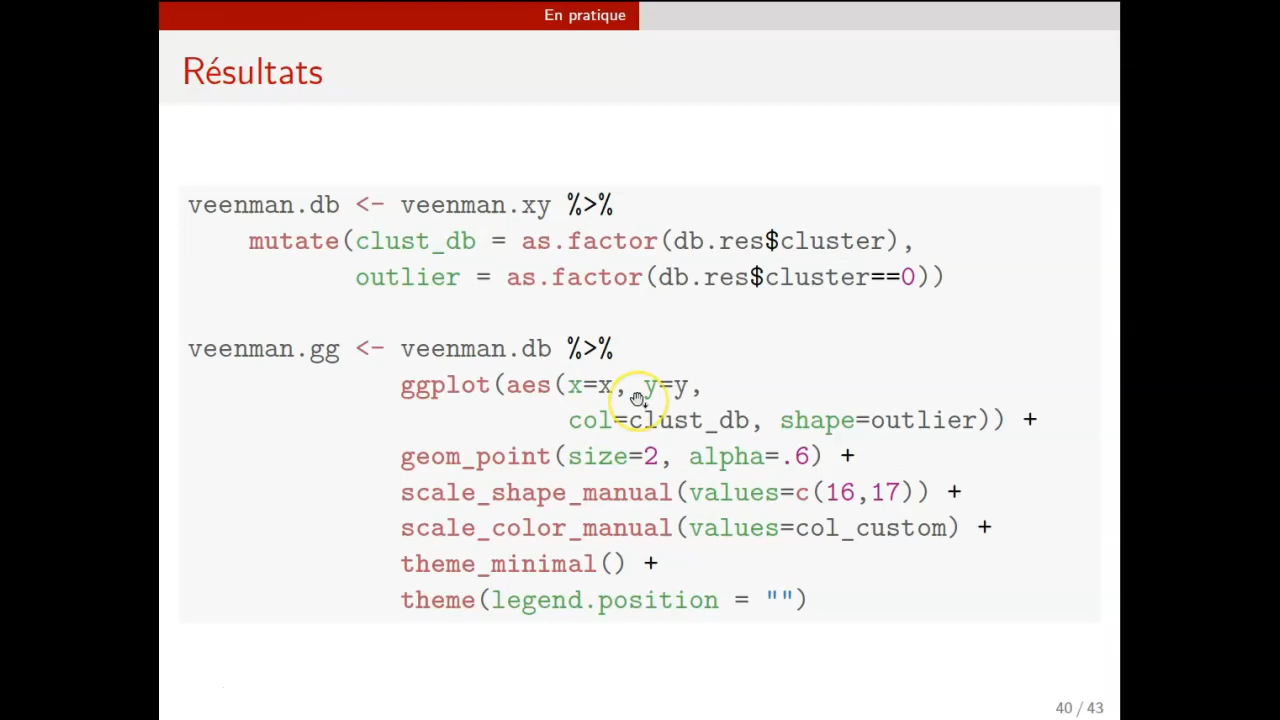 En pratique
Résultats
veenman.db <- veenman.xy %>%
mutate(clust_db = as.factor(db.res$cluster),
outlier = as.factor(db.res$cluster==0))
veenman.gg <- veenman.db %>%
ggplot(aes(x=x, y=y,
col=clust_db, shape=outlier)) +
geom_point(size=2, alpha=.6) +
scale_shape_manual(values=c(16,17)) +
scale_color_manual(values=col_custom) +
theme_minimal() +
theme(legend.position = "")
40 / 43